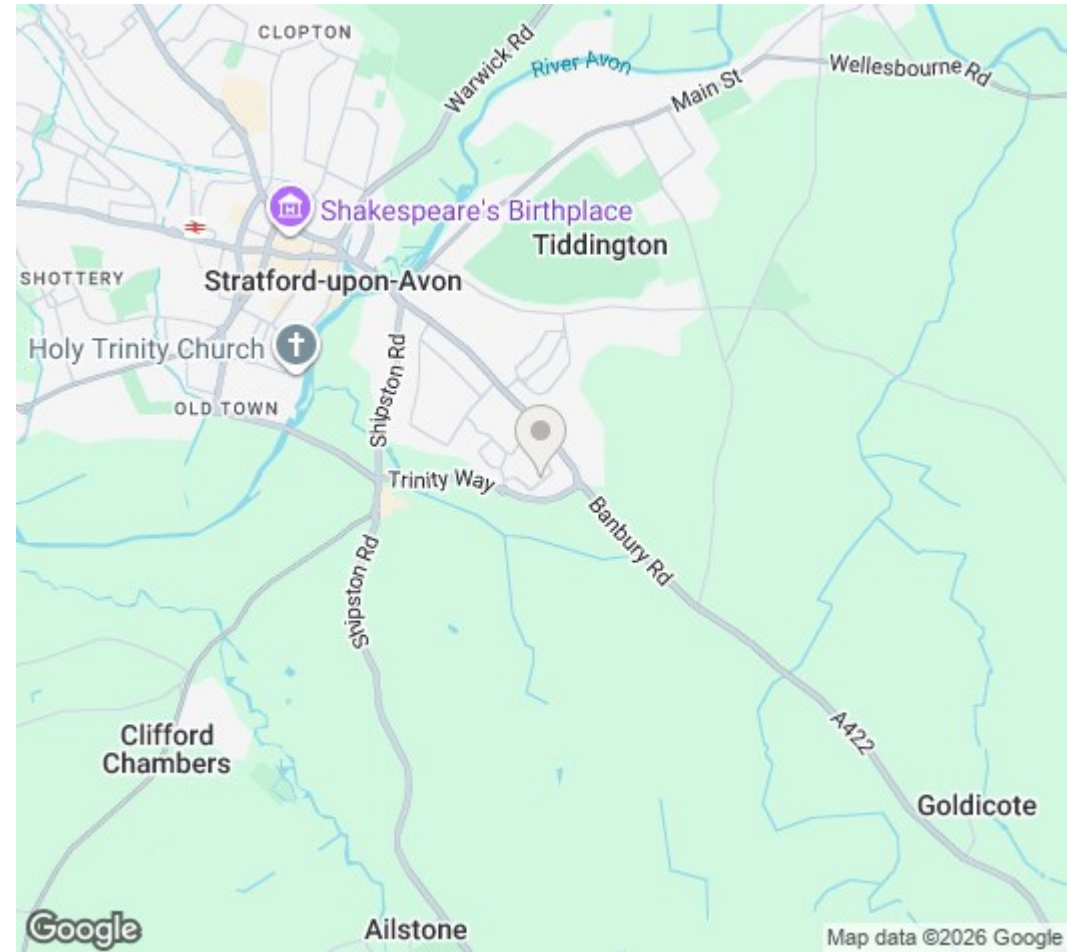 CLOPTON
Warwick Rd
River Avon
Main St
Wellesbourne Rd
Shakespeare's Birthplace
Tiddington
SHOTTERY
Stratford-upon-Avon
Holy Trinity Church
Shipston Rd
OLD TOWN
Trinity Way
Banbury Rd
Shipston Rd
A422
Clifford
Chambers
Goldicote
Ailstone
Google
Map data ©2026 Google